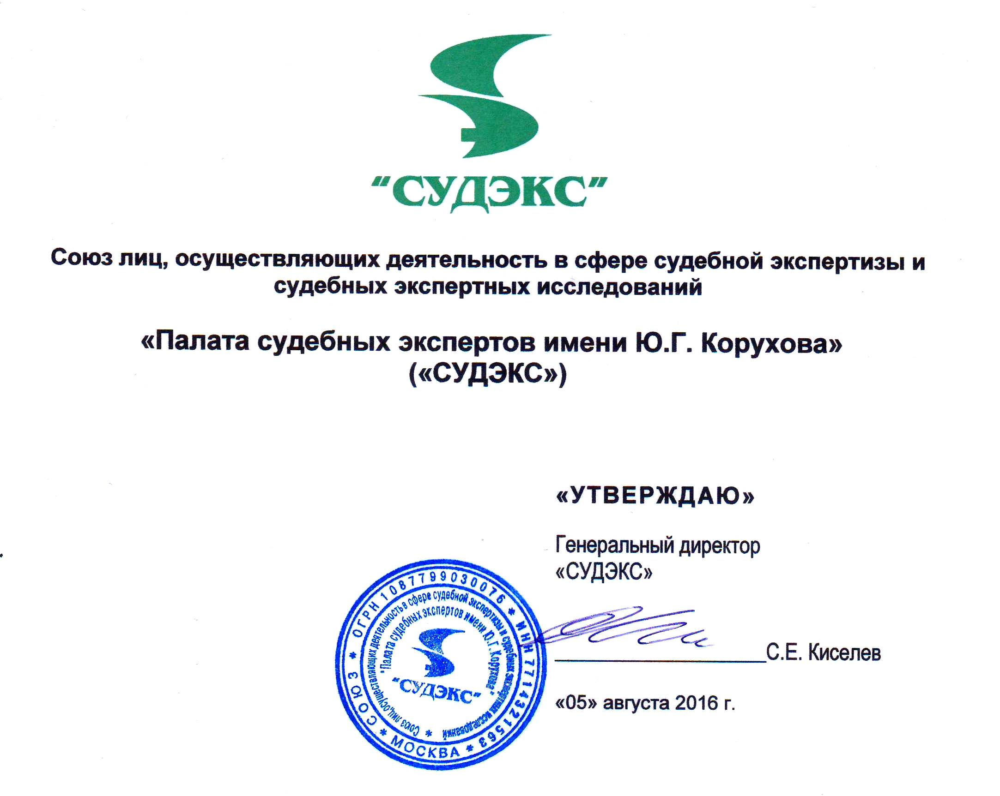 "СУДЭКС"
Союз лиц, осуществляющих деятельность в сфере судебной экспертизы и
судебных экспертных исследований
«Палата судебных экспертов имени Ю.Г. Корухова»
(«СУДЭКС»)
«УТВЕРЖДАЮ»
Генеральный директор
«СУДЭКС»
С.Е. Киселев
«05» августа 2016 г.
* СОЮЗ * ОГРН 1087799030076 * ИНН 7714321563 * МОСКВА
* Союз лиц, осуществляющих деятельность в сфере судебной экспертизы и судебных экспертных исследований
"Палата судебных экспертов имени Ю.Г. Корухова"
"СУДЭКС"